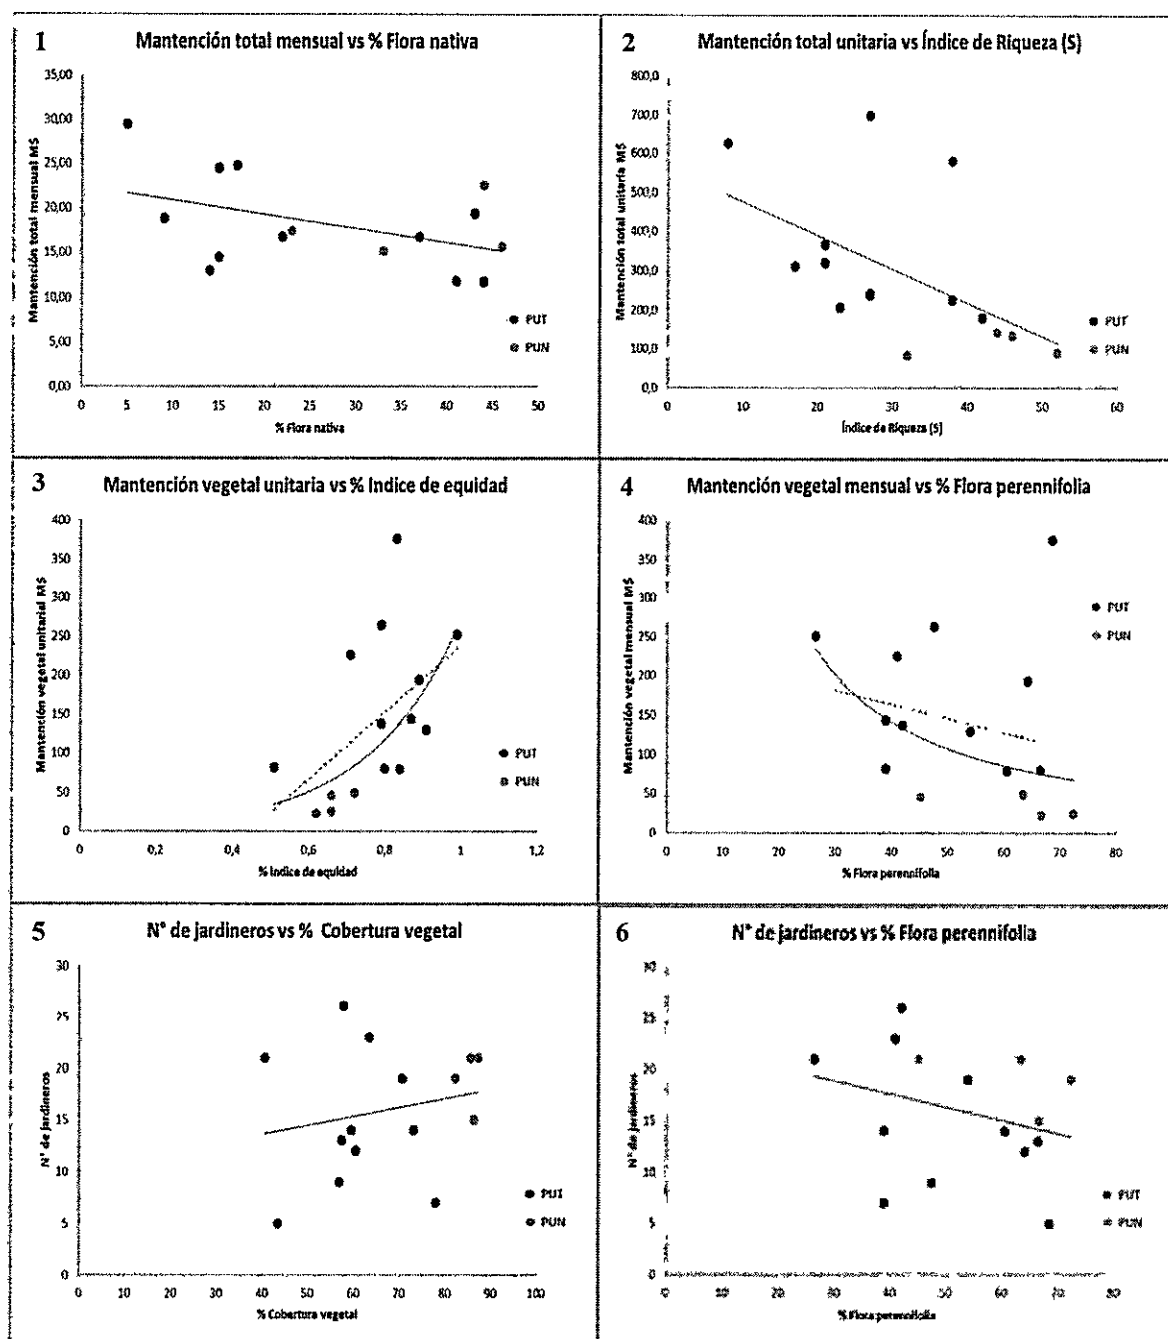 1 Mantención total mensual vs % Flora nativa
Mantención total mensual M$
35,00
30,00
25,00
20,00
15,00
10,00
5,00
0,00
0 5 10 15 20 25 30 35 40 45 50
% Flora nativa
PUT
PUN
2 Mantención total unitaria vs Índice de Riqueza (S)
Mantención total unitaria M$
800,0
700,0
600,0
500,0
400,0
300,0
200,0
100,0
0,0
0 10 20 30 40 50 60
Índice de Riqueza (S)
PUT
PUN
3 Mantención vegetal unitaria vs % Indice de equidad
Mantención vegetal unitarial M$
400
350
300
250
200
150
100
50
0
0 0,2 0,4 0,6 0,8 1 1,2
% Indice de equidad
PUT
PUN
4 Mantención vegetal mensual vs % Flora perennifolia
Mantención vegetal mensual M$
400
350
300
250
200
150
100
50
0
0 10 20 30 40 50 60 70 80
% Flora perennifolia
PUT
PUN
5 N° de jardineros vs % Cobertura vegetal
N° de jardineros
30
25
20
15
10
5
0
0 10 20 30 40 50 60 70 80 90 100
% Cobertura vegetal
PUT
PUN
6 N° de jardineros vs % Flora perennifolia
N° de jardineros
30
25
20
15
10
5
0
0 10 20 30 40 50 60 70 80
% Flora perennifolia
PUT
PUN